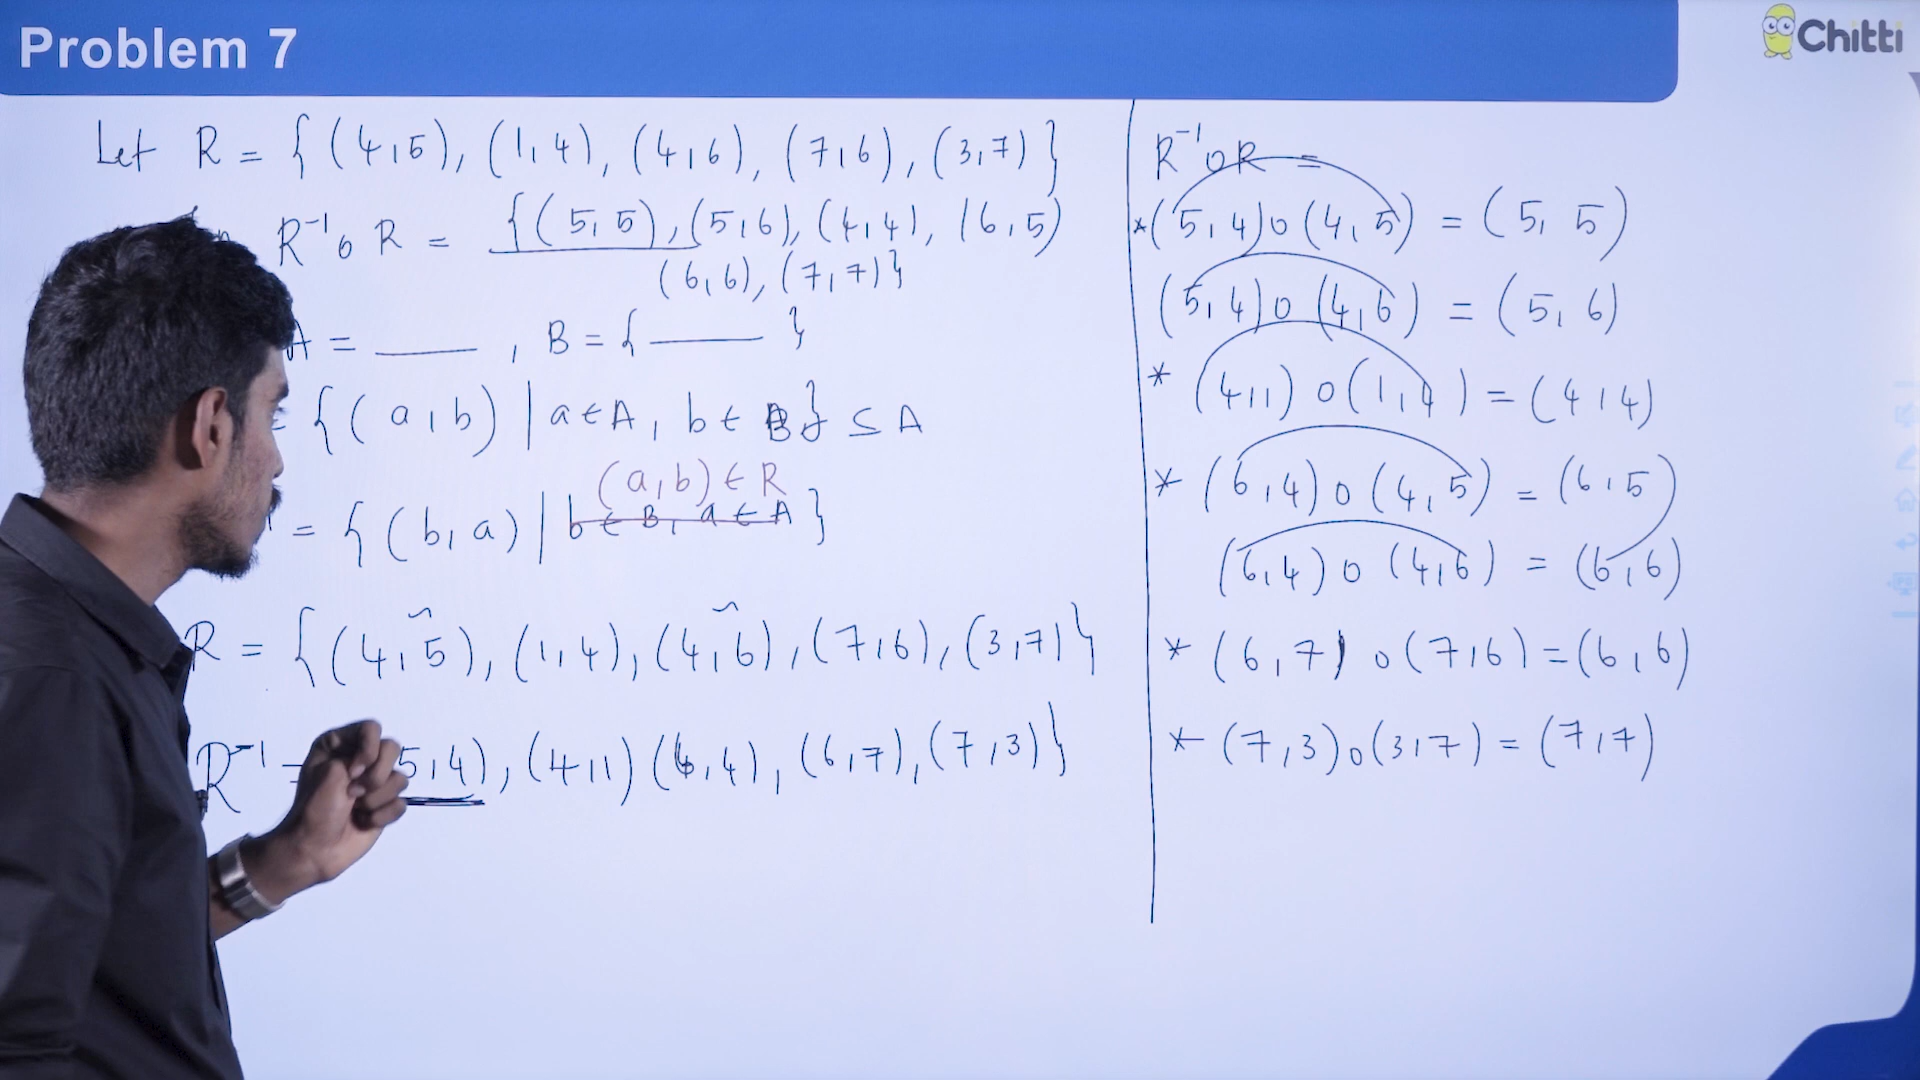 Problem 7
Chitti
Let R = { (4,5), (1,4), (4,6), (7,6), (3,7) }
R⁻¹ o R = {(5,5), (5,6), (4,4), (6,5)
(6,6), (7,7)}
A = ____ , B = { ____ }
= {(a,b) | a ∈ A, b ∈ B} ⊆ A
(a,b) ∈ R
= {(b,a) | b ∈ B, a ∈ A }
R = {(4,5), (1,4), (4,6), (7,6), (3,7)}
R⁻¹ = 5,4), (4,1) (6,4), (6,7), (7,3)}
R⁻¹ o R =
*(5,4) o (4,5) = (5,5)
(5,4) o (4,6) = (5,6)
* (4,1) o (1,4) = (4,4)
* (6,4) o (4,5) = (6,5)
(6,4) o (4,6) = (6,6)
* (6,7) o (7,6) = (6,6)
* (7,3) o (3,7) = (7,7)